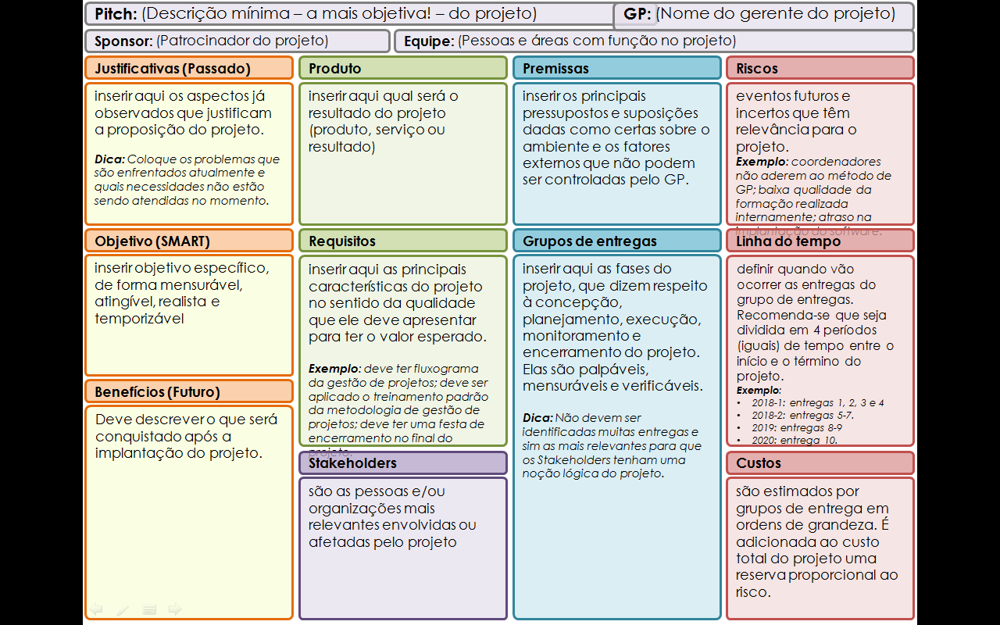 Pitch: (Descrição mínima – a mais objetiva! – do projeto)
GP: (Nome do gerente do projeto)
Sponsor: (Patrocinador do projeto)
Equipe: (Pessoas e áreas com função no projeto)
Justificativas (Passado)
inserir aqui os aspectos já
observados que justificam
a proposição do projeto.
Dica: Coloque os problemas que
são enfrentados atualmente e
quais necessidades não estão
sendo atendidas no momento.
Objetivo (SMART)
inserir objetivo específico,
de forma mensurável,
atingível, realista e
temporizável
Benefícios (Futuro)
Deve descrever o que será
conquistado após a
implantação do projeto.
Produto
inserir aqui qual será o
resultado do projeto
(produto, serviço ou
resultado)
Requisitos
inserir aqui as principais
características do projeto
no sentido da qualidade
que ele deve apresentar
para ter o valor esperado.
Exemplo: deve ter fluxograma
da gestão de projetos; deve ser
aplicado o treinamento padrão
da metodologia de gestão de
projetos; deve ter uma festa de
encerramento no final do
projeto.
Stakeholders
são as pessoas e/ou
organizações mais
relevantes envolvidas ou
afetadas pelo projeto
Premissas
inserir os principais
pressupostos e suposições
dadas como certas sobre o
ambiente e os fatores
externos que não podem
ser controladas pelo GP.
Grupos de entregas
inserir aqui as fases do
projeto, que dizem respeito
à concepção,
planejamento, execução,
monitoramento e
encerramento do projeto.
Elas são palpáveis,
mensuráveis e verificáveis.
Dica: Não devem ser
identificadas muitas entregas e
sim as mais relevantes para que
os Stakeholders tenham uma
noção lógica do projeto.
Riscos
eventos futuros e
incertos que têm
relevância para o
projeto.
Exemplo: coordenadores
não aderem ao método de
GP; baixa qualidade da
formação realizada
internamente; atraso na
implantação do software.
Linha do tempo
definir quando vão
ocorrer as entregas do
grupo de entregas.
Recomenda-se que seja
dividida em 4 períodos
(iguais) de tempo entre o
início e o término do
projeto.
Exemplo:
• 2018-1: entregas 1, 2, 3 e 4
• 2018-2: entregas 5-7.
• 2019: entregas 8-9
• 2020: entrega 10.
Custos
são estimados por
grupos de entrega em
ordens de grandeza. É
adicionada ao custo
total do projeto uma
reserva proporcional ao
risco.